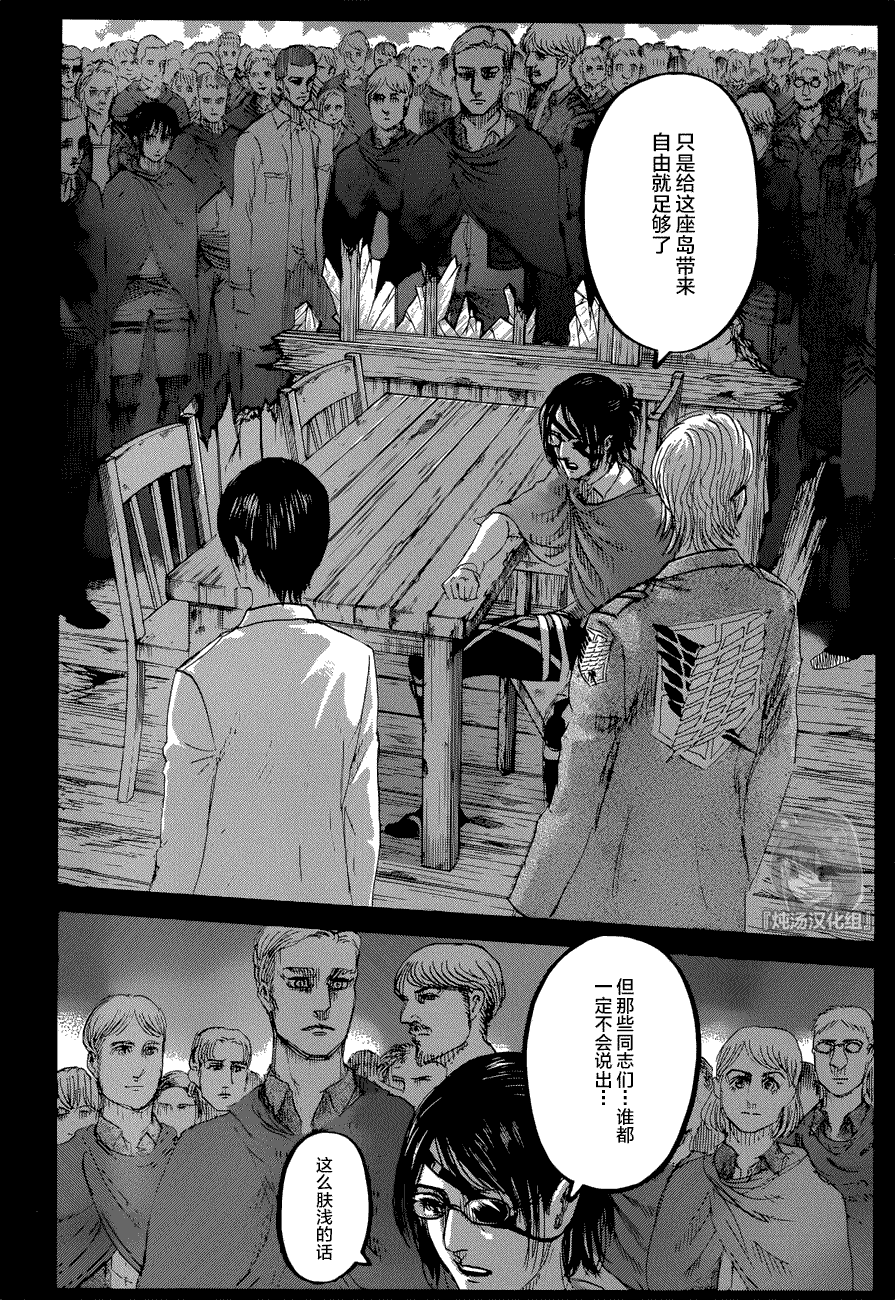 只是给这座岛带来
自由就足够了
『炖汤汉化组』
但那些同志们…谁都
一定不会说出…
这么肤浅的话